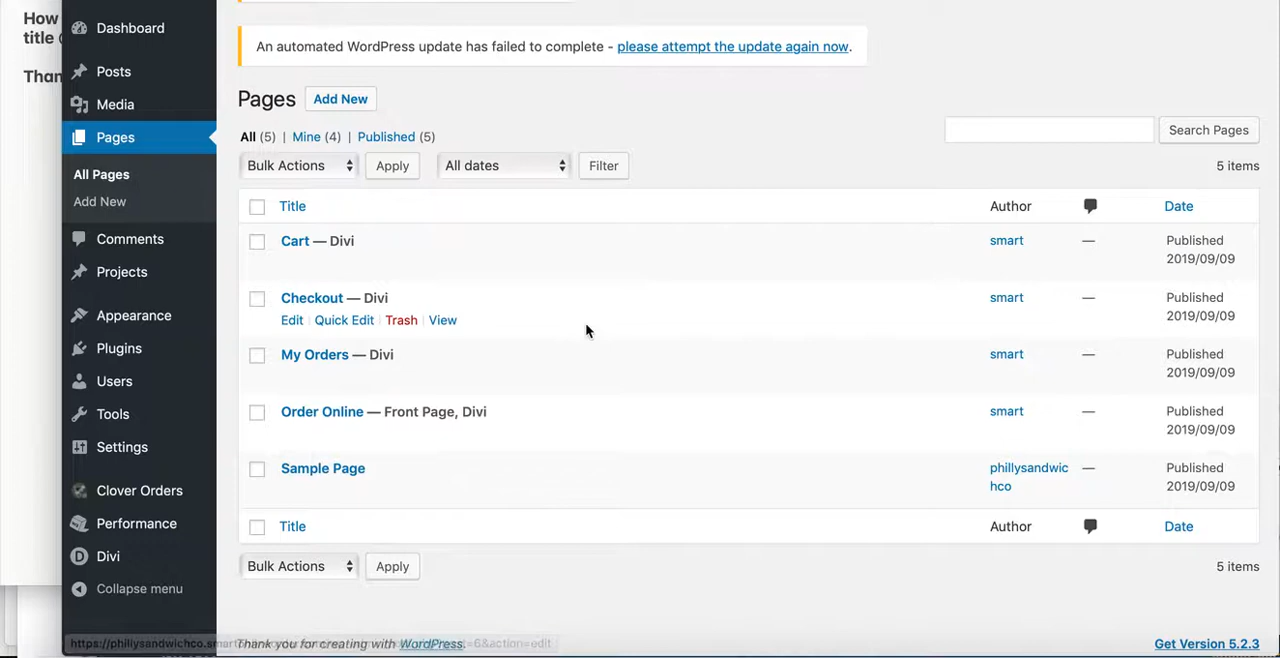 How
title
Than
Dashboard
Posts
Media
Pages
All Pages
Add New
Comments
Projects
Appearance
Plugins
Users
Tools
Settings
Clover Orders
Performance
Divi
Collapse menu
An automated WordPress update has failed to complete - please attempt the update again now.
Pages Add New
All (5) | Mine (4) | Published (5)
Search Pages
Bulk Actions Apply All dates Filter 5 items
Title Author Date
Cart — Divi smart — Published
2019/09/09
Checkout — Divi smart — Published
2019/09/09
Edit | Quick Edit | Trash | View
My Orders — Divi smart — Published
2019/09/09
Order Online — Front Page, Divi smart — Published
2019/09/09
Sample Page phillysandwic — Published
hco 2019/09/09
Title Author Date
Bulk Actions Apply 5 items
https://phillysandwichco.smart
Thank you for creating with WordPress.
=6&action=edit
Get Version 5.2.3